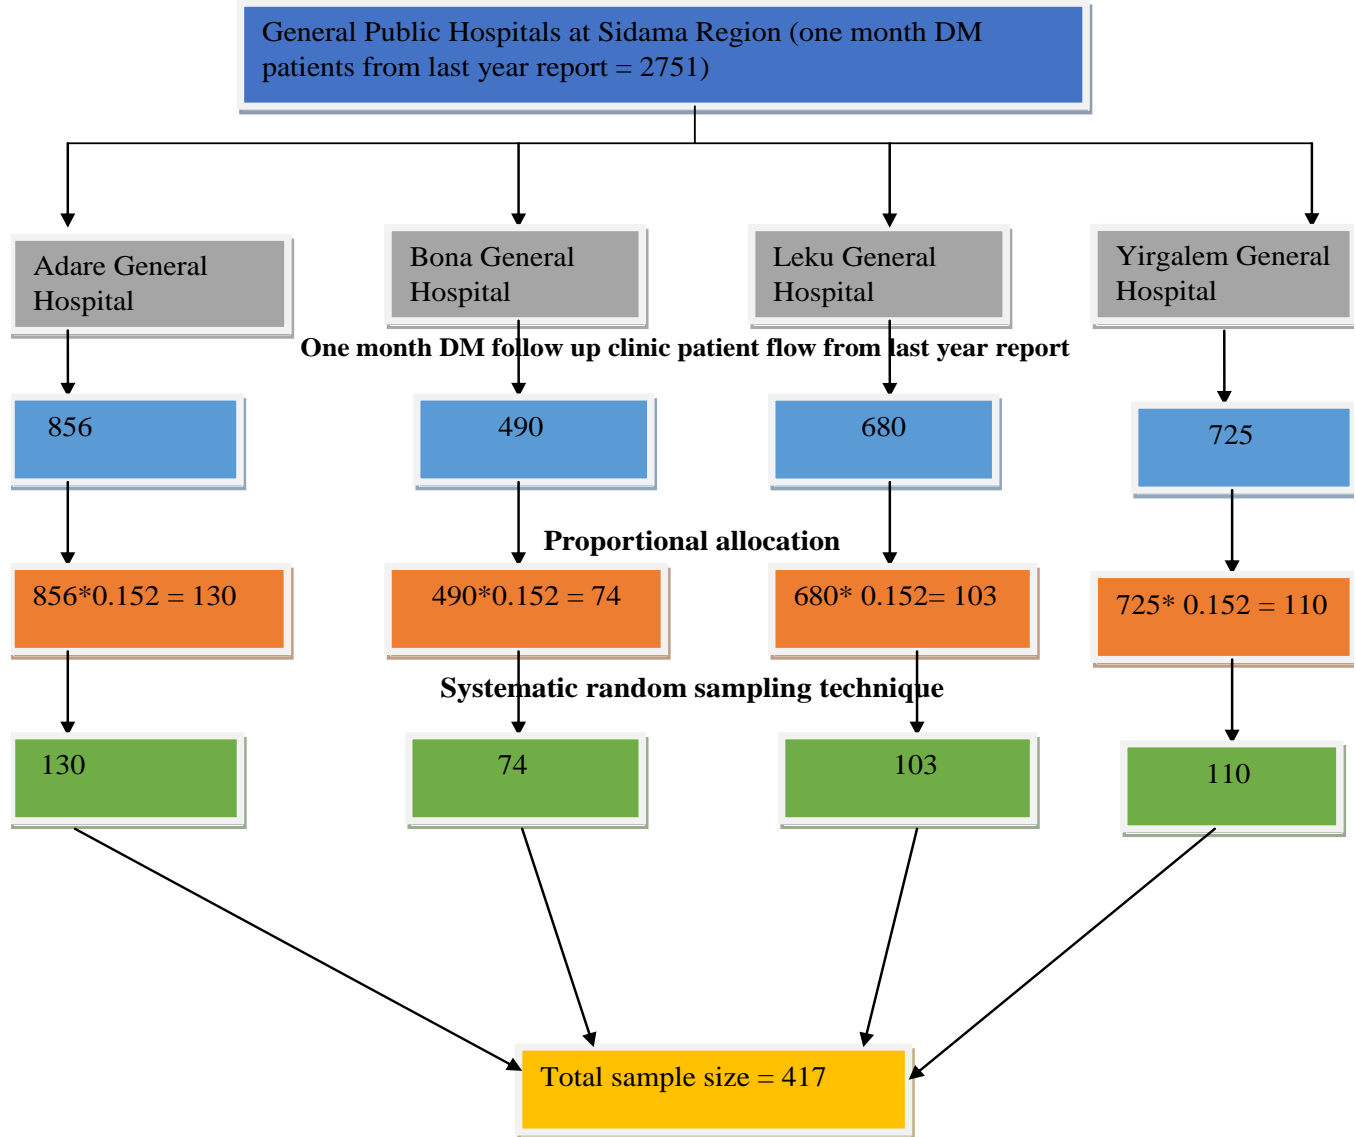 General Public Hospitals at Sidama Region (one month DM
patients from last year report = 2751)
Adare General
Hospital
Bona General
Hospital
Leku General
Hospital
Yirgalem General
Hospital
One month DM follow up clinic patient flow from last year report
856
490
680
725
Proportional allocation
856*0.152 = 130
490*0.152 = 74
680* 0.152= 103
725* 0.152 = 110
Systematic random sampling technique
130
74
103
110
Total sample size = 417